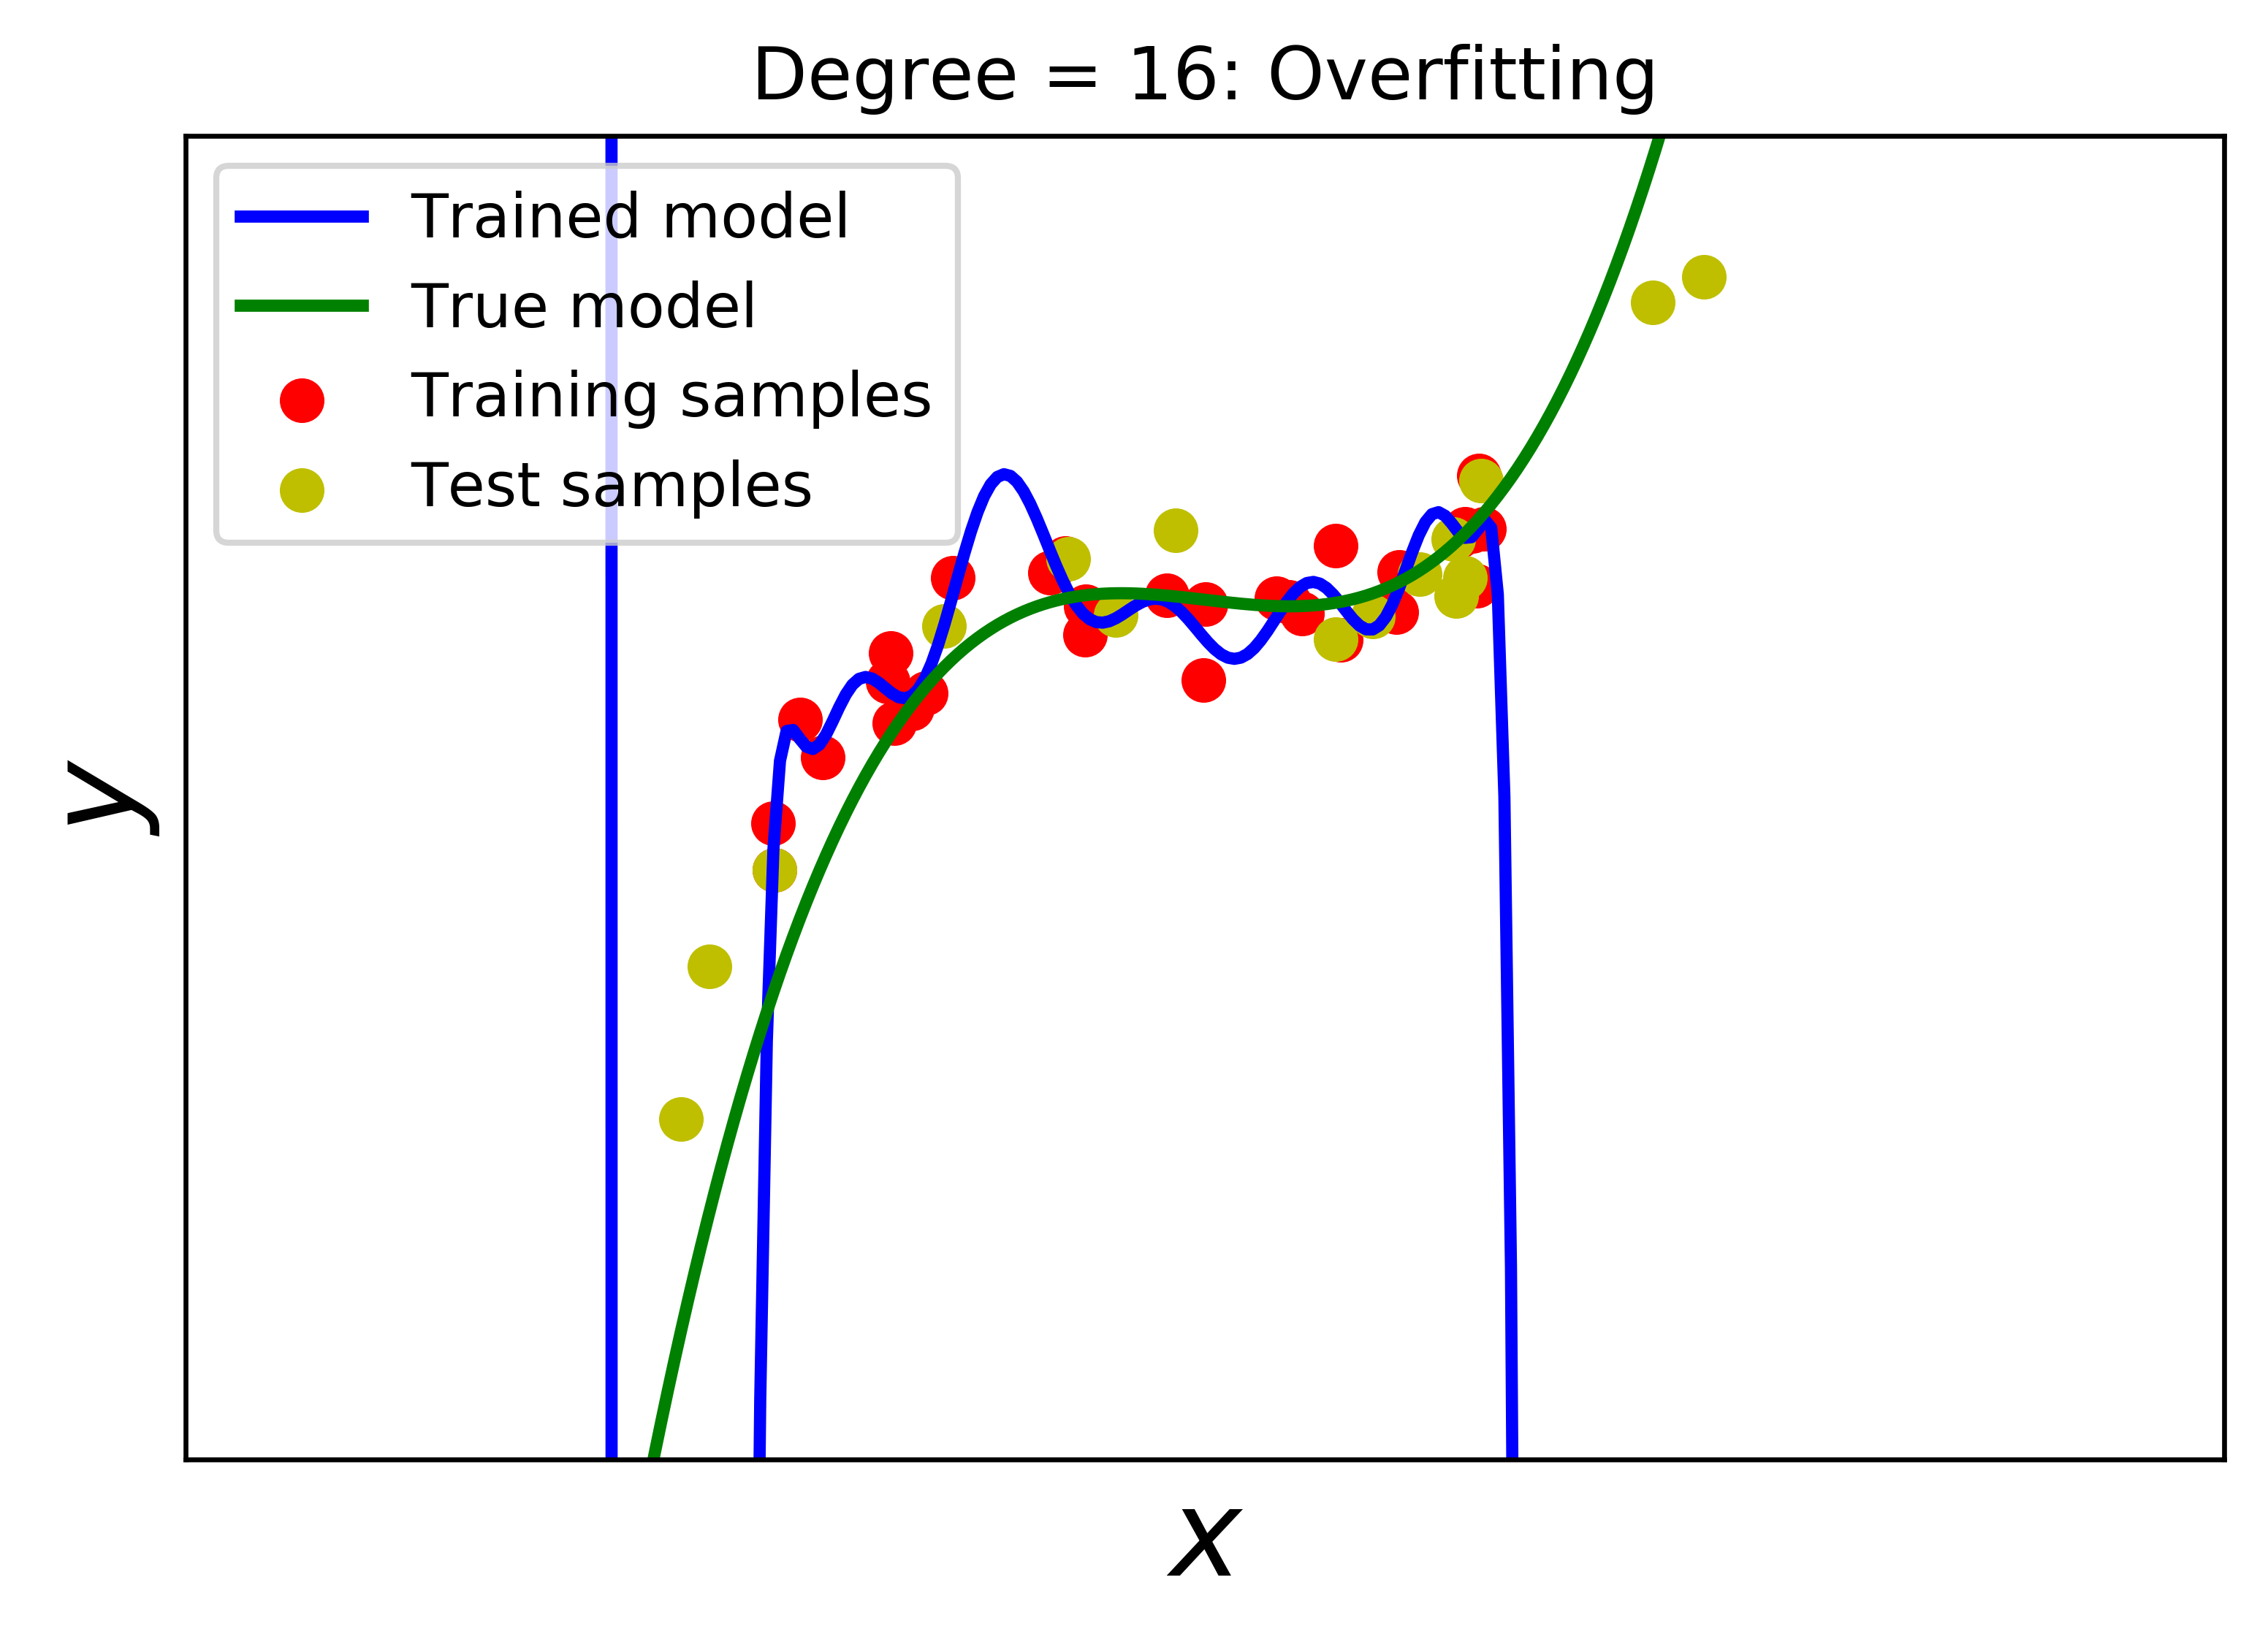 Degree = 16: Overfitting
Trained model
True model
Training samples
Test samples
y
x